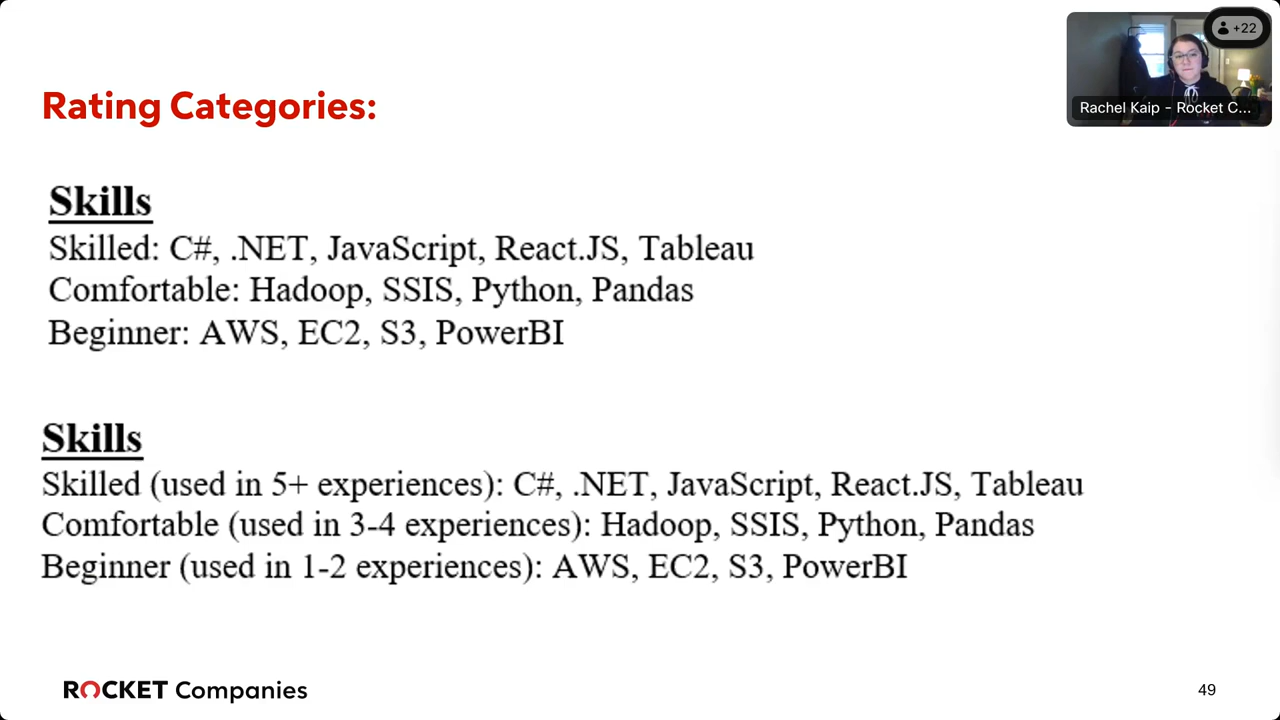 +22
Rachel Kaip - Rocket C...
Rating Categories:
Skills
Skilled: C#, .NET, JavaScript, React.JS, Tableau
Comfortable: Hadoop, SSIS, Python, Pandas
Beginner: AWS, EC2, S3, PowerBI
Skills
Skilled (used in 5+ experiences): C#, .NET, JavaScript, React.JS, Tableau
Comfortable (used in 3-4 experiences): Hadoop, SSIS, Python, Pandas
Beginner (used in 1-2 experiences): AWS, EC2, S3, PowerBI
ROCKET Companies
49